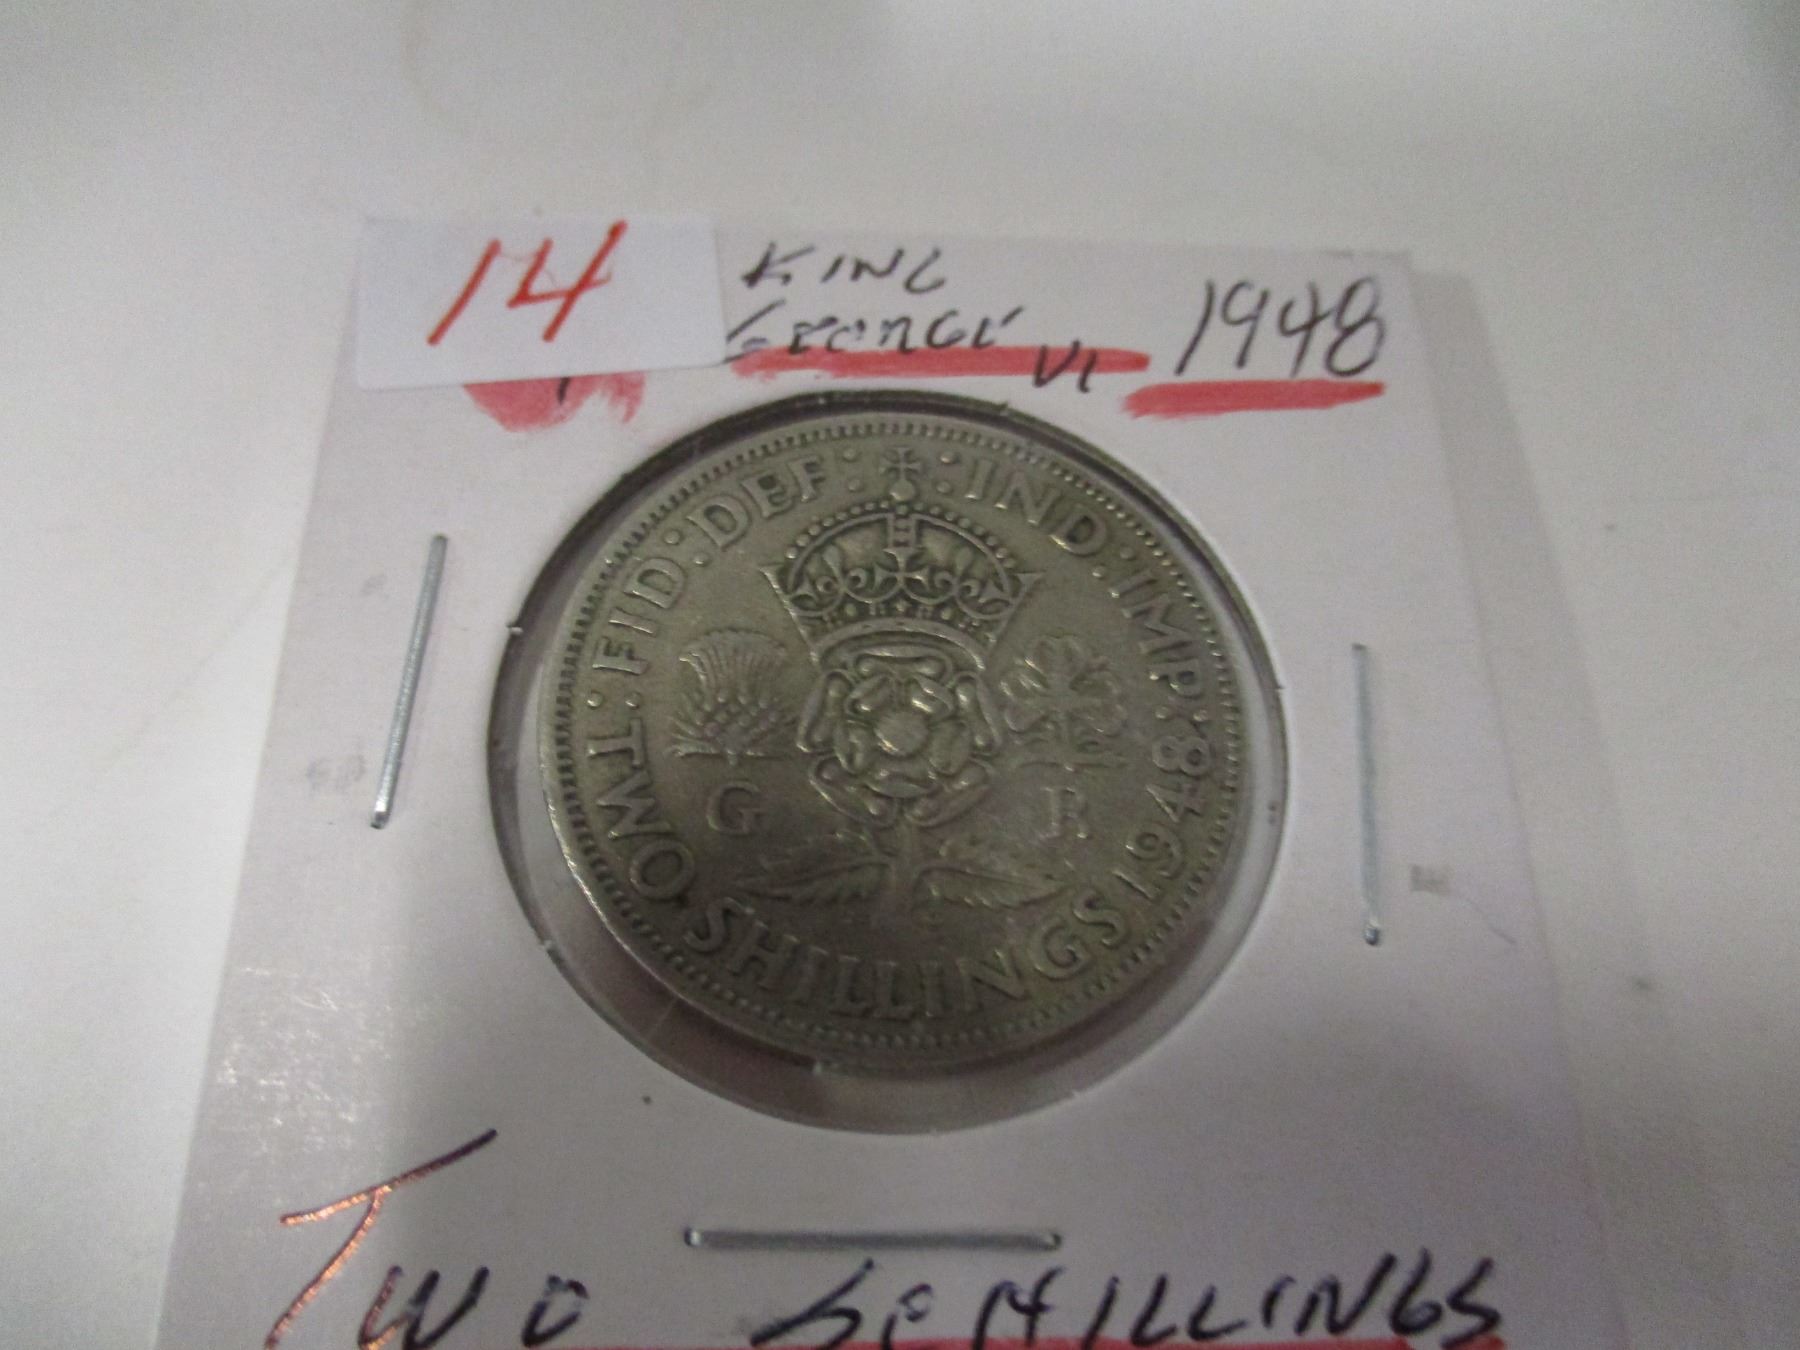 14
KING
GEORGE VI
1948
FID:DEF: :IND:IMP:
G R
TWO SHILLINGS 1948
TWO SCHILLINGS